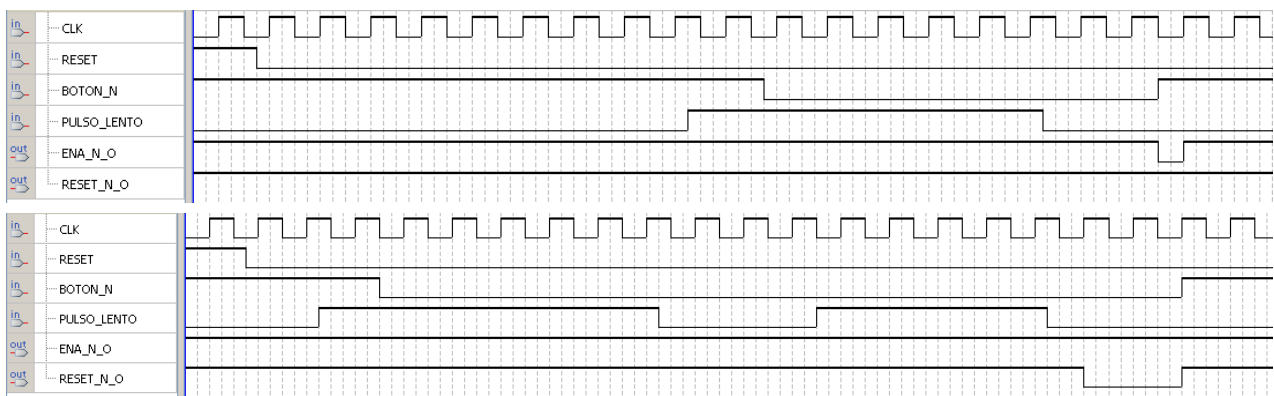 in CLK
in RESET
in BOTON_N
in PULSO_LENTO
out ENA_N_O
out RESET_N_O
in CLK
in RESET
in BOTON_N
in PULSO_LENTO
out ENA_N_O
out RESET_N_O